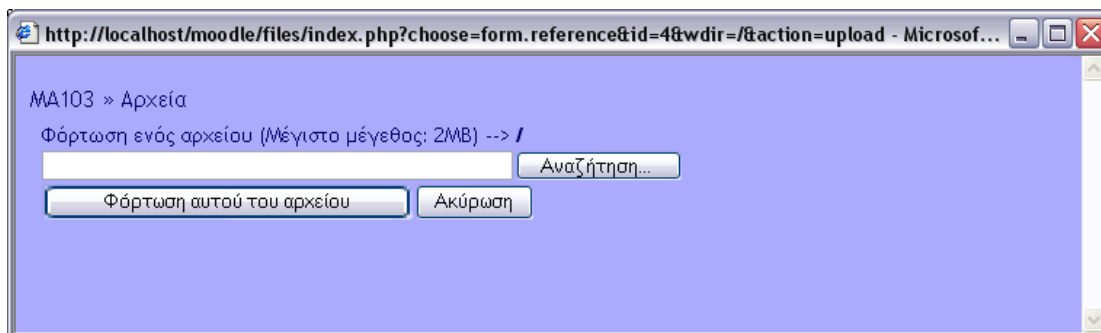 http://localhost/moodle/files/index.php?choose=form.reference&id=4&wdir=/&action=upload - Microsof...
MA103 » Αρχεία
Φόρτωση ενός αρχείου (Μέγιστο μέγεθος: 2MB) --> /
Αναζήτηση...
Φόρτωση αυτού του αρχείου Ακύρωση